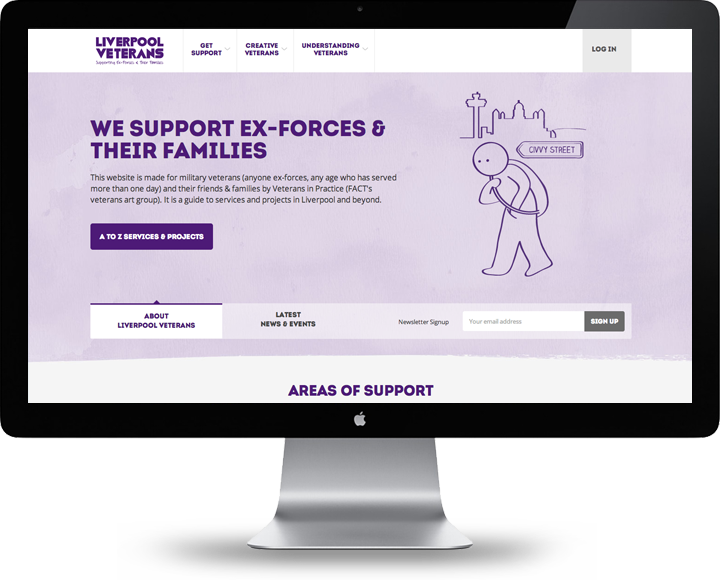 LIVERPOOL
VETERANS
Supporting Ex-Forces & Their Families
GET
SUPPORT
CREATIVE
VETERANS
UNDERSTANDING
VETERANS
LOG IN
WE SUPPORT EX-FORCES &
THEIR FAMILIES
This website is made for military veterans (anyone ex-forces, any age who has served
more than one day) and their friends & families by Veterans in Practice (FACT's
veterans art group). It is a guide to services and projects in Liverpool and beyond.
A TO Z SERVICES & PROJECTS
CIVVY STREET
ABOUT
LIVERPOOL VETERANS
LATEST
NEWS & EVENTS
Newsletter Signup
Your email address
SIGN UP
AREAS OF SUPPORT